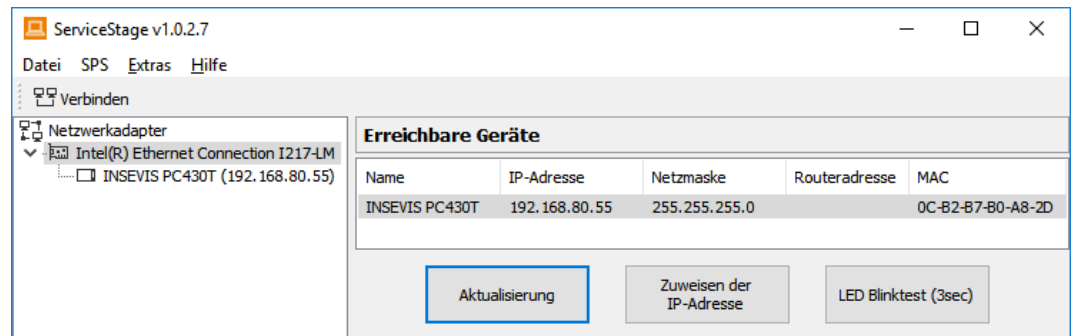 ServiceStage v1.0.2.7
Datei SPS Extras Hilfe
Verbinden
Netzwerkadapter
Intel(R) Ethernet Connection I217-LM
INSEVIS PC430T (192.168.80.55)
Erreichbare Geräte
Name IP-Adresse Netzmaske Routeradresse MAC
INSEVIS PC430T 192.168.80.55 255.255.255.0 0C-B2-B7-B0-A8-2D
Aktualisierung
Zuweisen der
IP-Adresse
LED Blinktest (3sec)